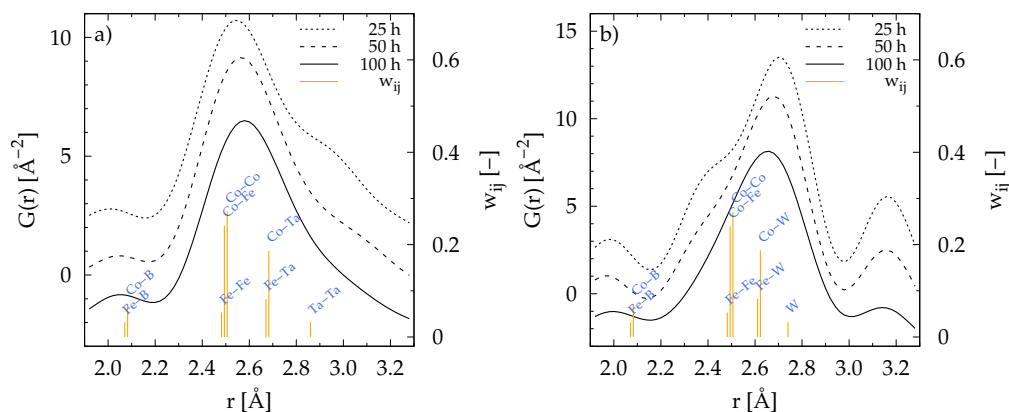 a)
25 h
50 h
100 h
w_ij
10
5
0
G(r) [Å⁻²]
0.6
0.4
0.2
0
w_ij [–]
Co–Co
Co–Fe
Co–Ta
Co–B
Fe–B
Fe–Fe
Fe–Ta
Ta–Ta
2.0 2.2 2.4 2.6 2.8 3.0 3.2
r [Å]
b)
25 h
50 h
100 h
w_ij
15
10
5
0
G(r) [Å⁻²]
0.6
0.4
0.2
0
w_ij [–]
Co–Co
Co–Fe
Co–W
Co–B
Fe–B
Fe–Fe
Fe–W
W
2.0 2.2 2.4 2.6 2.8 3.0 3.2
r [Å]